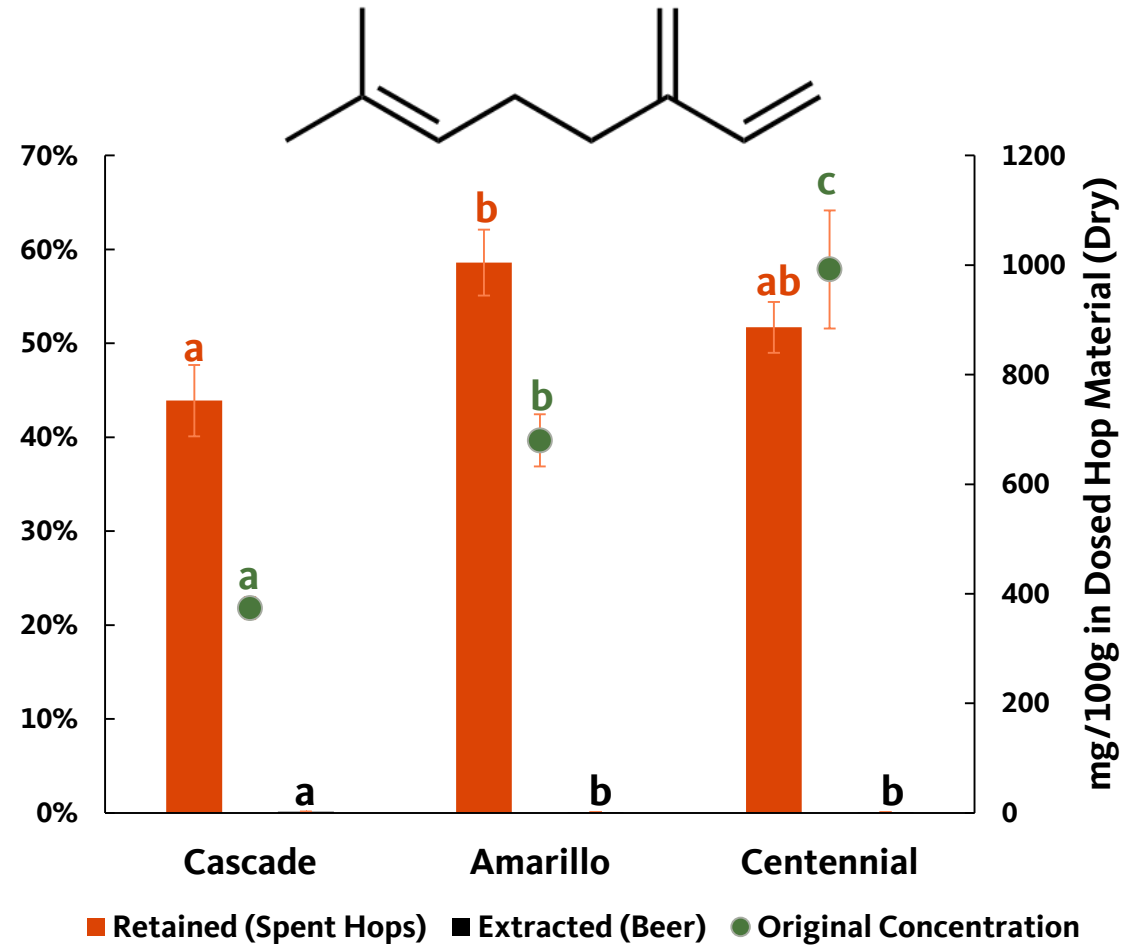 70%
60%
50%
40%
30%
20%
10%
0%
1200
1000
800
600
400
200
0
mg/100g in Dosed Hop Material (Dry)
a
a
a
b
b
b
ab
c
b
Cascade Amarillo Centennial
Retained (Spent Hops) Extracted (Beer) Original Concentration